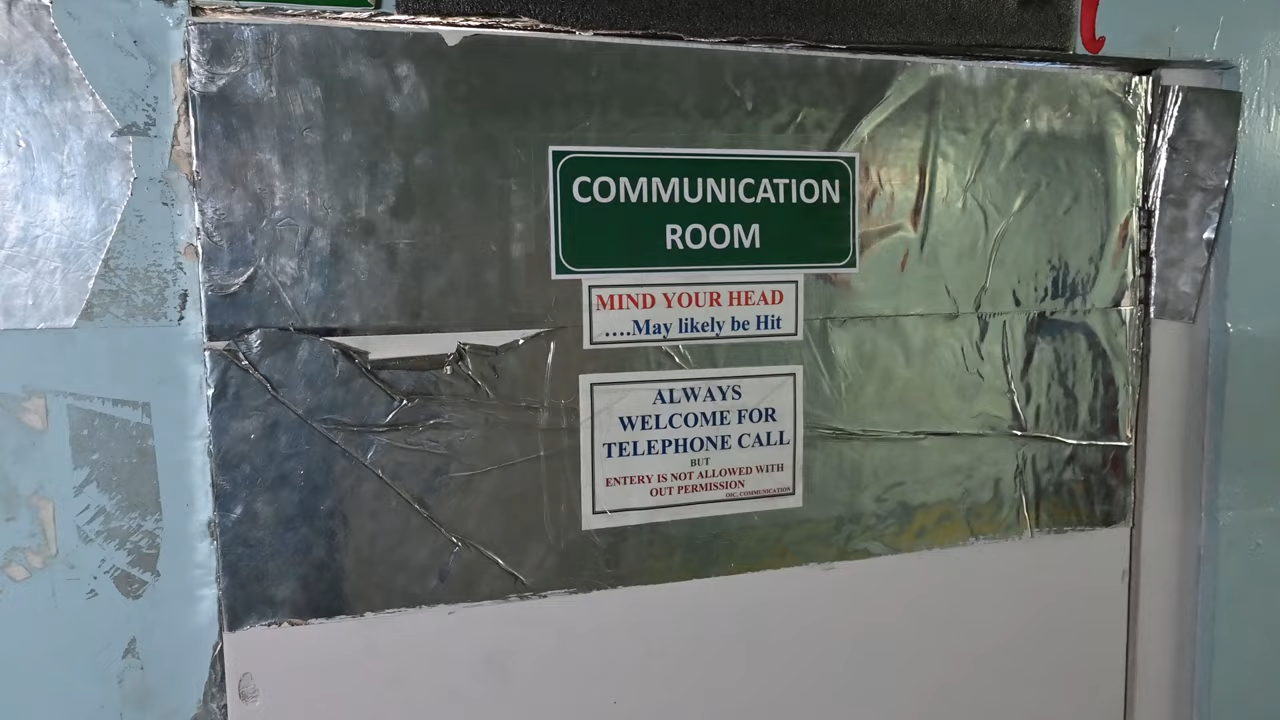 COMMUNICATION
ROOM
MIND YOUR HEAD
....May likely be Hit
ALWAYS
WELCOME FOR
TELEPHONE CALL
BUT
ENTERY IS NOT ALLOWED WITH
OUT PERMISSION
OIC, COMMUNICATION